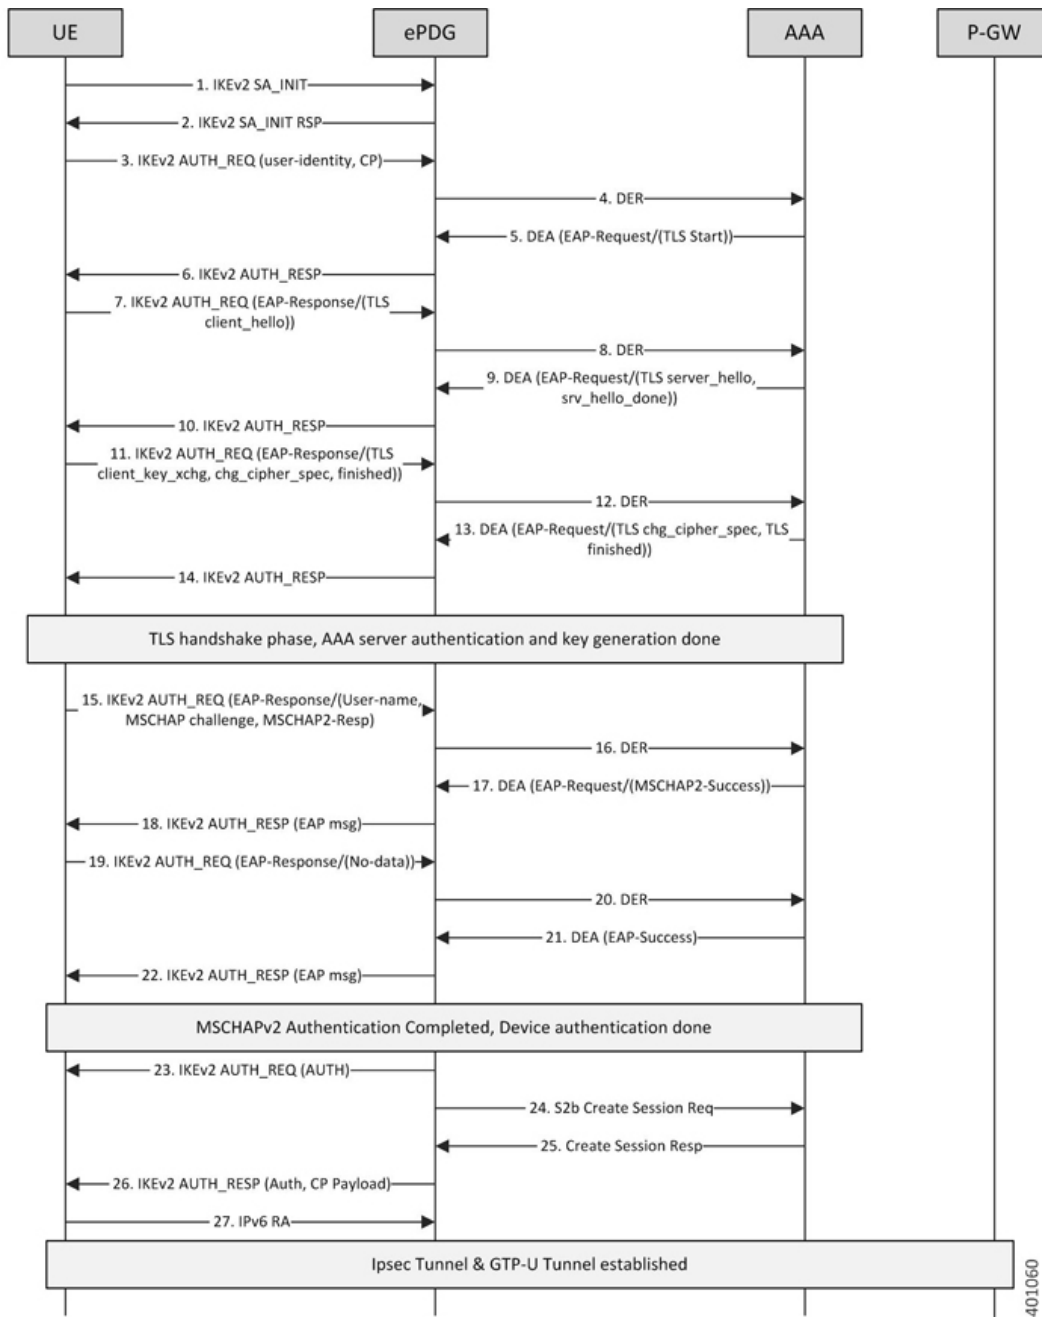 UE ePDG AAA P-GW
1. IKEv2 SA_INIT
2. IKEv2 SA_INIT RSP
3. IKEv2 AUTH_REQ (user-identity, CP)
4. DER
5. DEA (EAP-Request/(TLS Start))
6. IKEv2 AUTH_RESP
7. IKEv2 AUTH_REQ (EAP-Response/(TLS
client_hello))
8. DER
9. DEA (EAP-Request/(TLS server_hello,
srv_hello_done))
10. IKEv2 AUTH_RESP
11. IKEv2 AUTH_REQ (EAP-Response/(TLS
client_key_xchg, chg_cipher_spec, finished))
12. DER
13. DEA (EAP-Request/(TLS chg_cipher_spec, TLS
finished))
14. IKEv2 AUTH_RESP
TLS handshake phase, AAA server authentication and key generation done
15. IKEv2 AUTH_REQ (EAP-Response/(User-name,
MSCHAP challenge, MSCHAP2-Resp)
16. DER
17. DEA (EAP-Request/(MSCHAP2-Success))
18. IKEv2 AUTH_RESP (EAP msg)
19. IKEv2 AUTH_REQ (EAP-Response/(No-data))
20. DER
21. DEA (EAP-Success)
22. IKEv2 AUTH_RESP (EAP msg)
MSCHAPv2 Authentication Completed, Device authentication done
23. IKEv2 AUTH_REQ (AUTH)
24. S2b Create Session Req
25. Create Session Resp
26. IKEv2 AUTH_RESP (Auth, CP Payload)
27. IPv6 RA
Ipsec Tunnel & GTP-U Tunnel established
401060